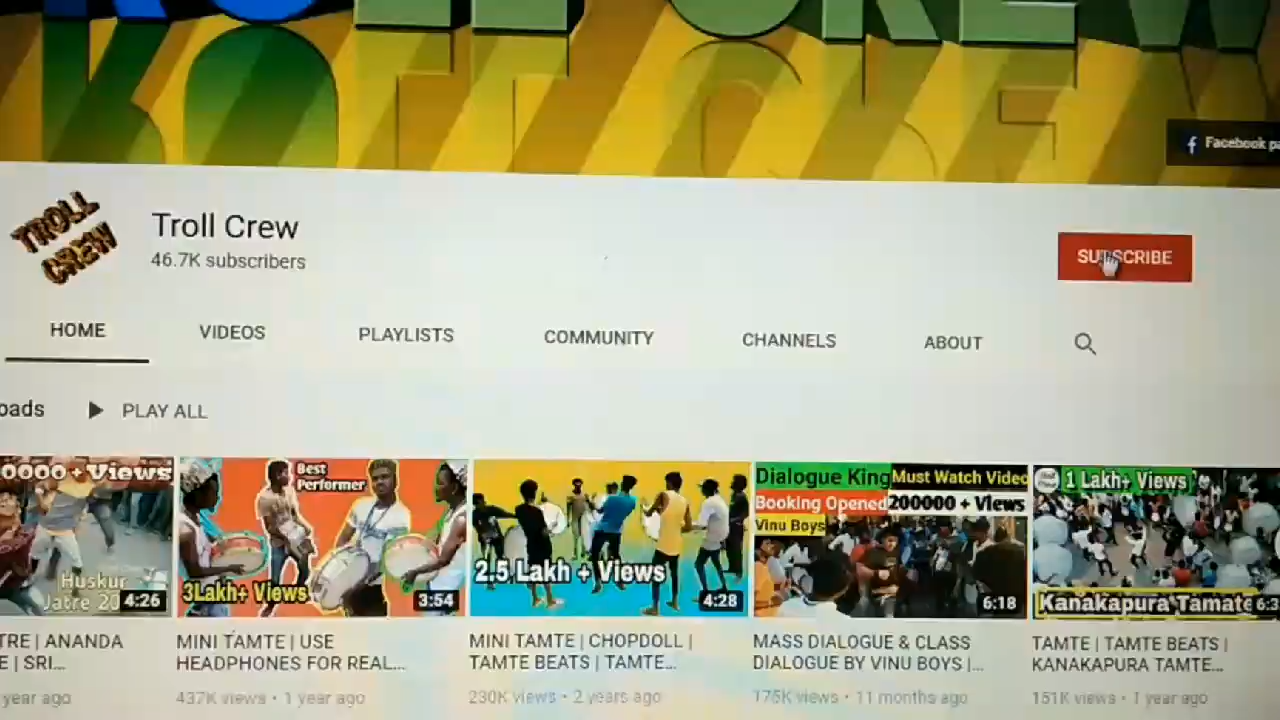 TROLL CREW
Facebook pa
TROLL
CREW
Troll Crew
46.7K subscribers
SUBSCRIBE
HOME
VIDEOS
PLAYLISTS
COMMUNITY
CHANNELS
ABOUT
oads
PLAY ALL
0000 + Views
Huskur
Jatre 20
4:26
Best
Performer
3Lakh+ Views
3:54
2.5 Lakh + Views
4:28
Dialogue King
Must Watch Video
Booking Opened
200000 + Views
Vinu Boys
6:18
1 Lakh+ Views
Kanakapura Tamate
6:3
TRE | ANANDA
E | SRI...
year ago
MINI TAMTE | USE
HEADPHONES FOR REAL...
437K views • 1 year ago
MINI TAMTE | CHOPDOLL |
TAMTE BEATS | TAMTE...
230K views • 2 years ago
MASS DIALOGUE & CLASS
DIALOGUE BY VINU BOYS |...
175K views • 11 months ago
TAMTE | TAMTE BEATS |
KANAKAPURA TAMTE...
151K views • 1 year ago